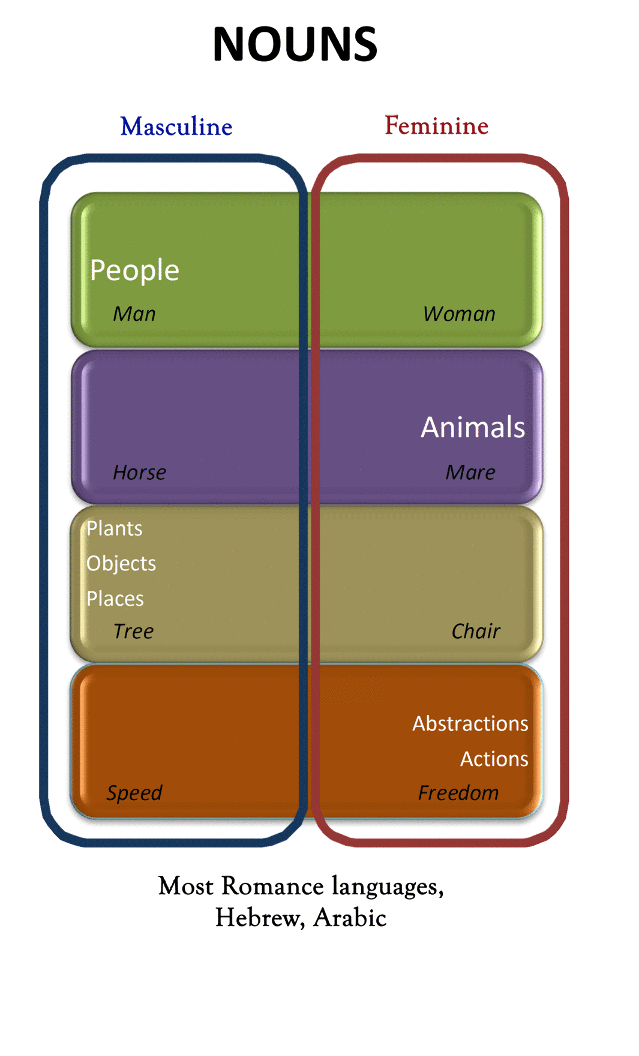 NOUNS
Masculine Feminine
People
Man Woman
Animals
Horse Mare
Plants
Objects
Places
Tree Chair
Abstractions
Actions
Speed Freedom
Most Romance languages,
Hebrew, Arabic